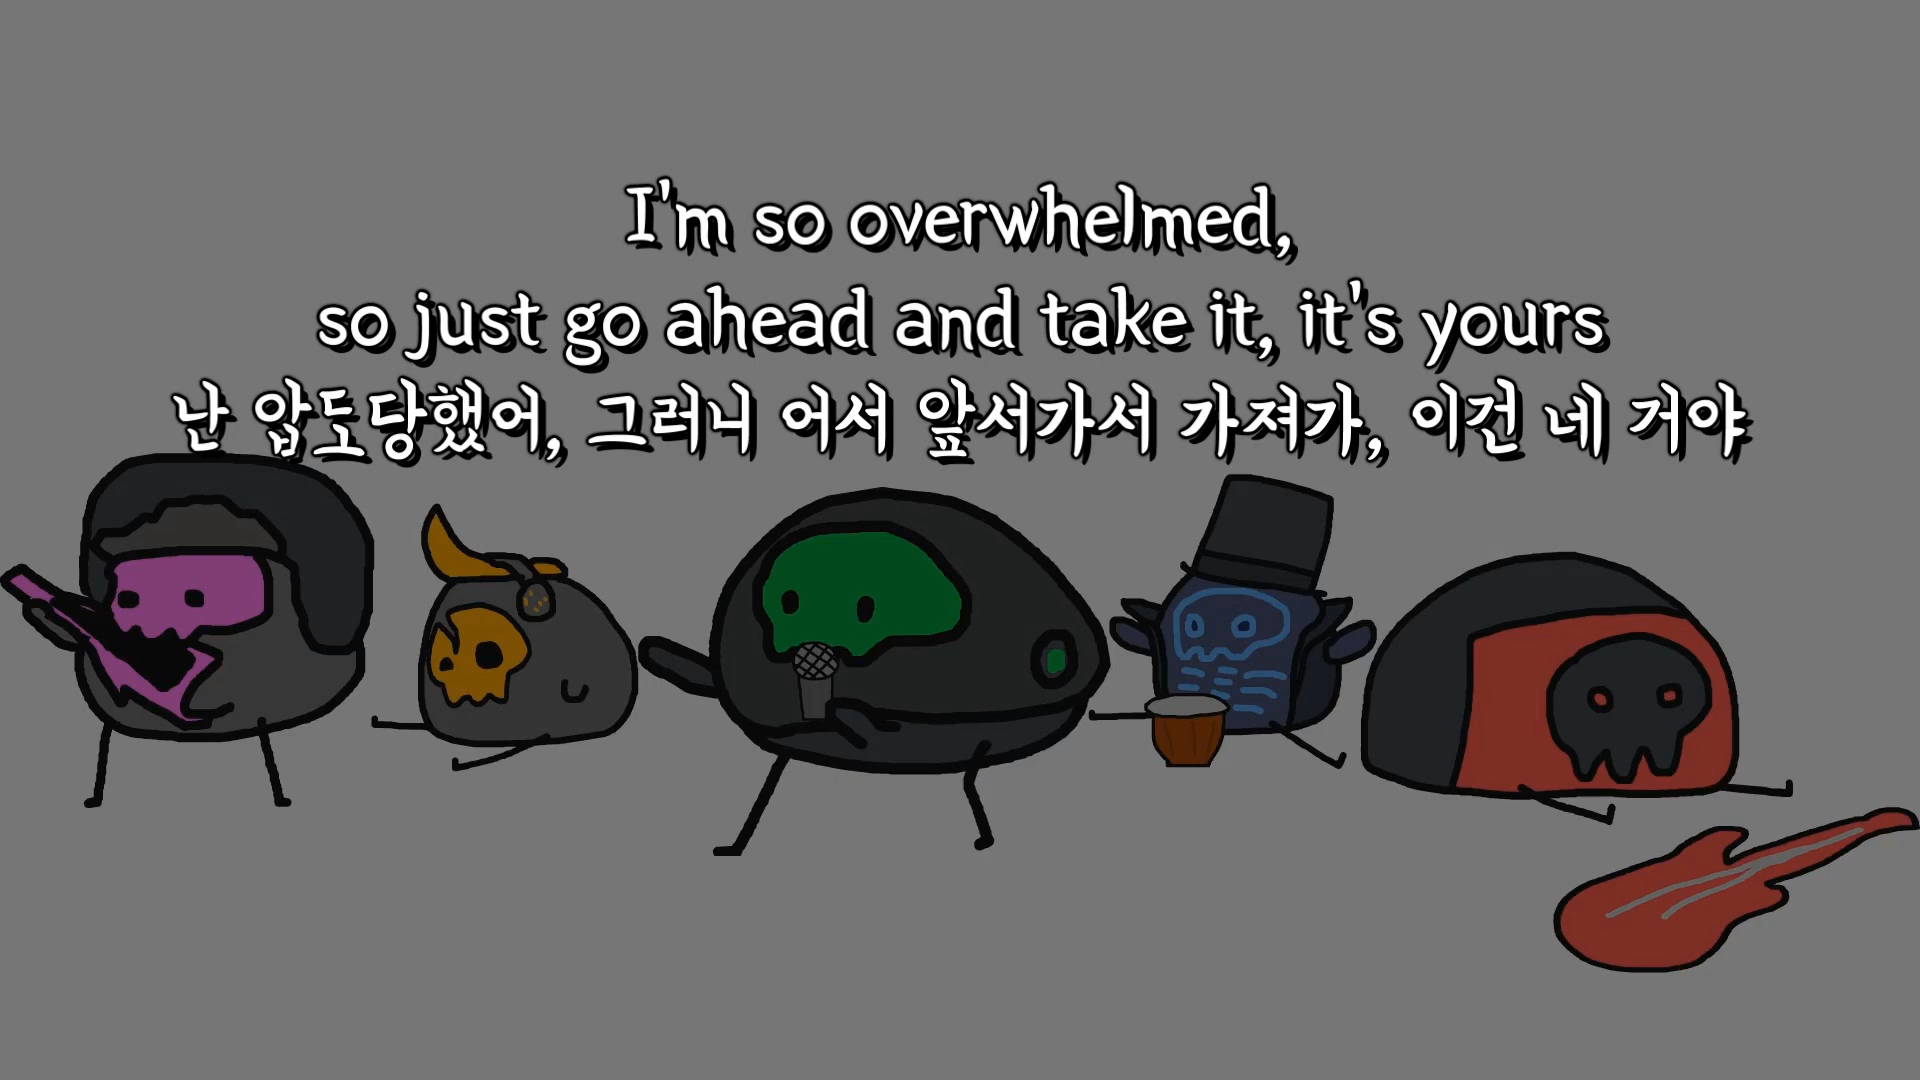 I'm so overwhelmed,
so just go ahead and take it, it's yours
난 압도당했어, 그러니 어서 앞서가서 가져가, 이건 네 거야